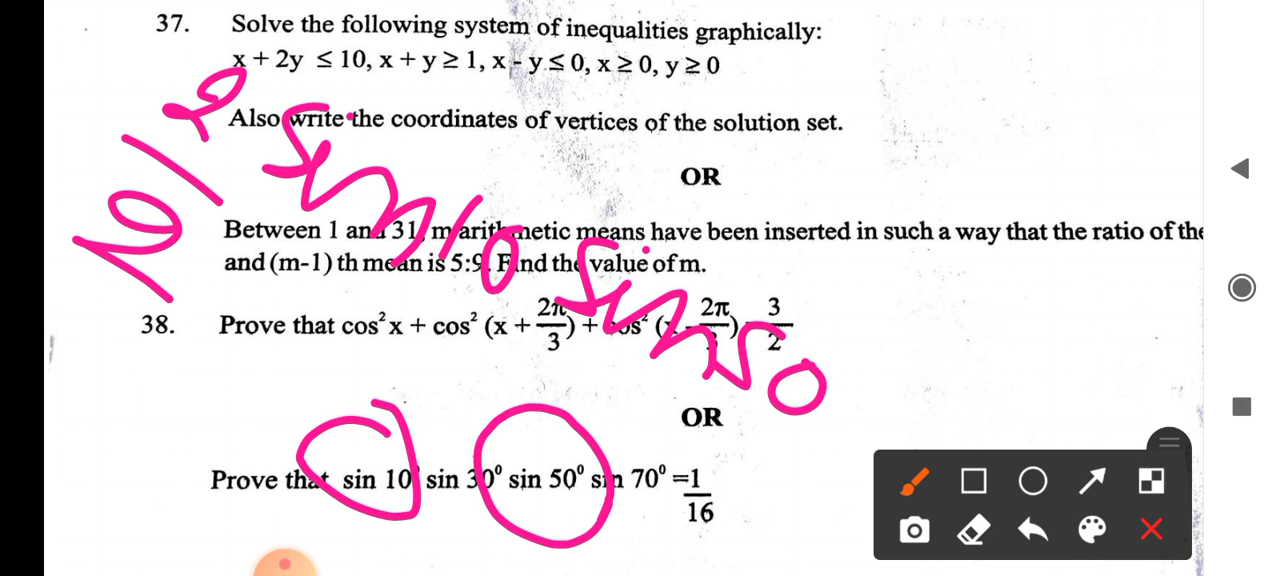 37. Solve the following system of inequalities graphically:
x + 2y ≤ 10, x + y ≥ 1, x - y ≤ 0, x ≥ 0, y ≥ 0
Also write the coordinates of vertices of the solution set.
OR
Between 1 and 31, m arithmetic means have been inserted in such a way that the ratio of the
and (m-1) th mean is 5:9. Find the value of m.
38. Prove that cos²x + cos² (x + 2π/3) + cos² (x - 2π/3) = 3/2
OR
Prove that sin 10° sin 30° sin 50° sin 70° = 1/16
sin 10 sin 50